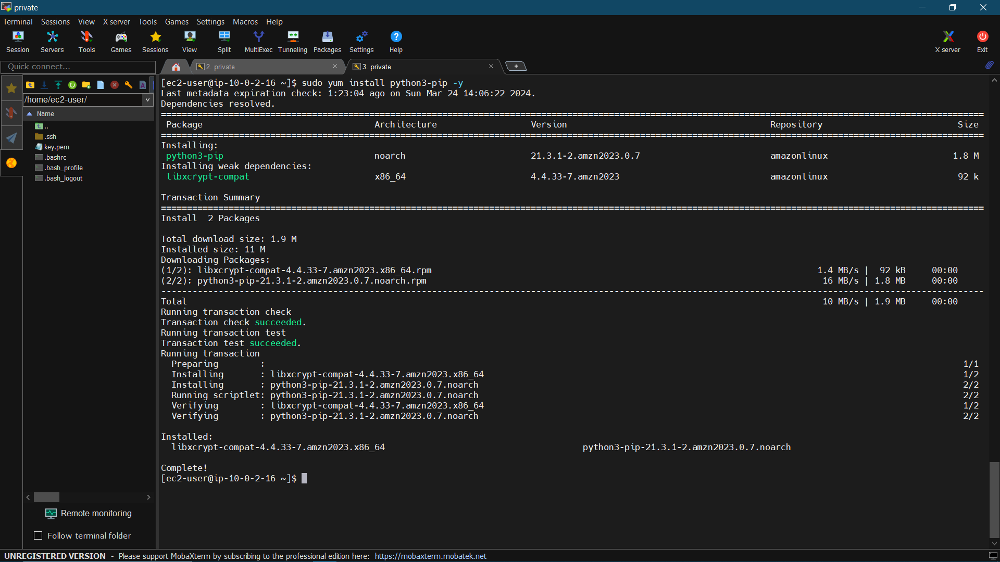 private
Terminal Sessions View X server Tools Games Settings Macros Help
Session Servers Tools Games Sessions View Split MultiExec Tunneling Packages Settings Help X server Exit
Quick connect...
2. private
3. private
/home/ec2-user/
Name
..
.ssh
key.pem
.bashrc
.bash_profile
.bash_logout
Remote monitoring
Follow terminal folder
[ec2-user@ip-10-0-2-16 ~]$ sudo yum install python3-pip -y
Last metadata expiration check: 1:23:04 ago on Sun Mar 24 14:06:22 2024.
Dependencies resolved.
Package Architecture Version Repository Size
Installing:
python3-pip noarch 21.3.1-2.amzn2023.0.7 amazonlinux 1.8 M
Installing weak dependencies:
libxcrypt-compat x86_64 4.4.33-7.amzn2023 amazonlinux 92 k
Transaction Summary
Install 2 Packages
Total download size: 1.9 M
Installed size: 11 M
Downloading Packages:
(1/2): libxcrypt-compat-4.4.33-7.amzn2023.x86_64.rpm 1.4 MB/s | 92 kB 00:00
(2/2): python3-pip-21.3.1-2.amzn2023.0.7.noarch.rpm 16 MB/s | 1.8 MB 00:00
Total 10 MB/s | 1.9 MB 00:00
Running transaction check
Transaction check succeeded.
Running transaction test
Transaction test succeeded.
Running transaction
Preparing : 1/1
Installing : libxcrypt-compat-4.4.33-7.amzn2023.x86_64 1/2
Installing : python3-pip-21.3.1-2.amzn2023.0.7.noarch 2/2
Running scriptlet: python3-pip-21.3.1-2.amzn2023.0.7.noarch 2/2
Verifying : libxcrypt-compat-4.4.33-7.amzn2023.x86_64 1/2
Verifying : python3-pip-21.3.1-2.amzn2023.0.7.noarch 2/2
Installed:
libxcrypt-compat-4.4.33-7.amzn2023.x86_64 python3-pip-21.3.1-2.amzn2023.0.7.noarch
Complete!
[ec2-user@ip-10-0-2-16 ~]$
UNREGISTERED VERSION - Please support MobaXterm by subscribing to the professional edition here: https://mobaxterm.mobatek.net